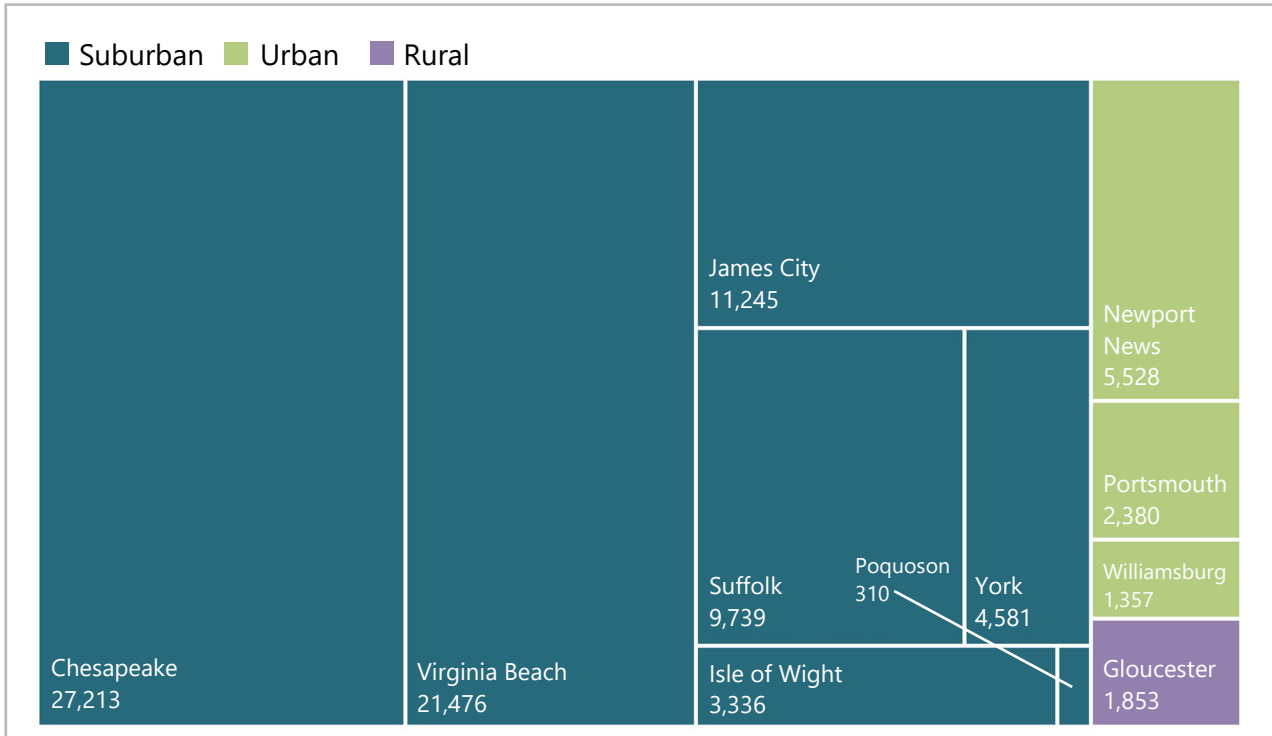 Suburban Urban Rural
Chesapeake
27,213
Virginia Beach
21,476
James City
11,245
Suffolk
9,739
Poquoson
310
York
4,581
Isle of Wight
3,336
Newport
News
5,528
Portsmouth
2,380
Williamsburg
1,357
Gloucester
1,853